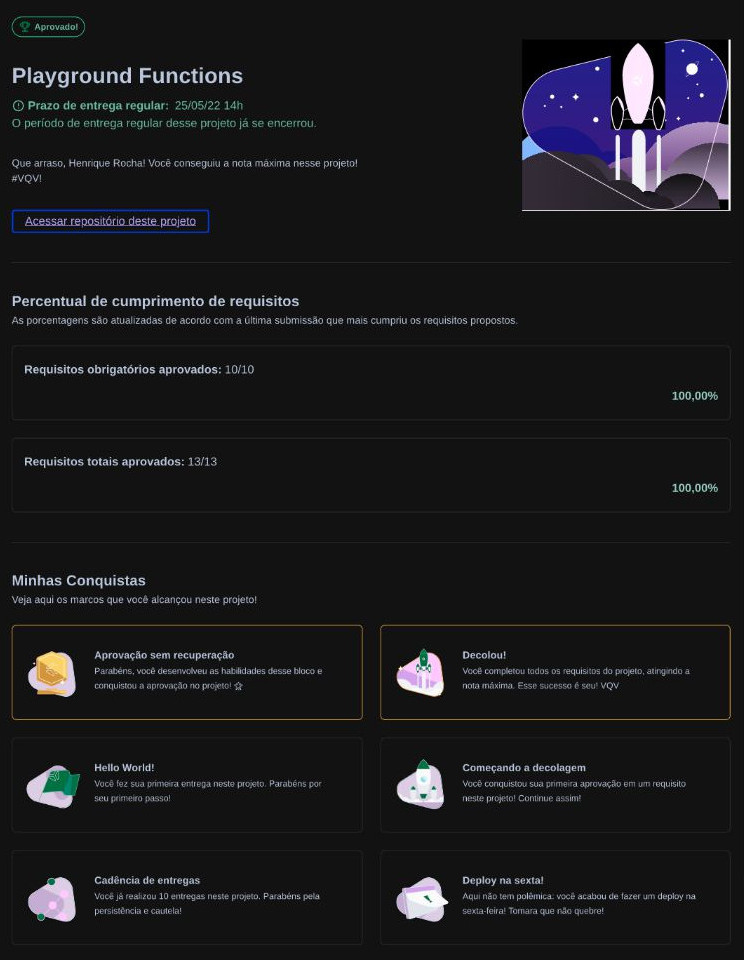 Aprovado!
Playground Functions
Prazo de entrega regular: 25/05/22 14h
O período de entrega regular desse projeto já se encerrou.
Que arraso, Henrique Rocha! Você conseguiu a nota máxima nesse projeto!
#VQV!
Acessar repositório deste projeto
Percentual de cumprimento de requisitos
As porcentagens são atualizadas de acordo com a última submissão que mais cumpriu os requisitos propostos.
Requisitos obrigatórios aprovados: 10/10
100,00%
Requisitos totais aprovados: 13/13
100,00%
Minhas Conquistas
Veja aqui os marcos que você alcançou neste projeto!
Aprovação sem recuperação
Parabéns, você desenvolveu as habilidades desse bloco e
conquistou a aprovação no projeto!
Decolou!
Você completou todos os requisitos do projeto, atingindo a
nota máxima. Esse sucesso é seu! VQV
Hello World!
Você fez sua primeira entrega neste projeto. Parabéns por
seu primeiro passo!
Começando a decolagem
Você conquistou sua primeira aprovação em um requisito
neste projeto! Continue assim!
Cadência de entregas
Você já realizou 10 entregas neste projeto. Parabéns pela
persistência e cautela!
Deploy na sexta!
Aqui não tem polêmica: você acabou de fazer um deploy na
sexta-feira! Tomara que não quebre!